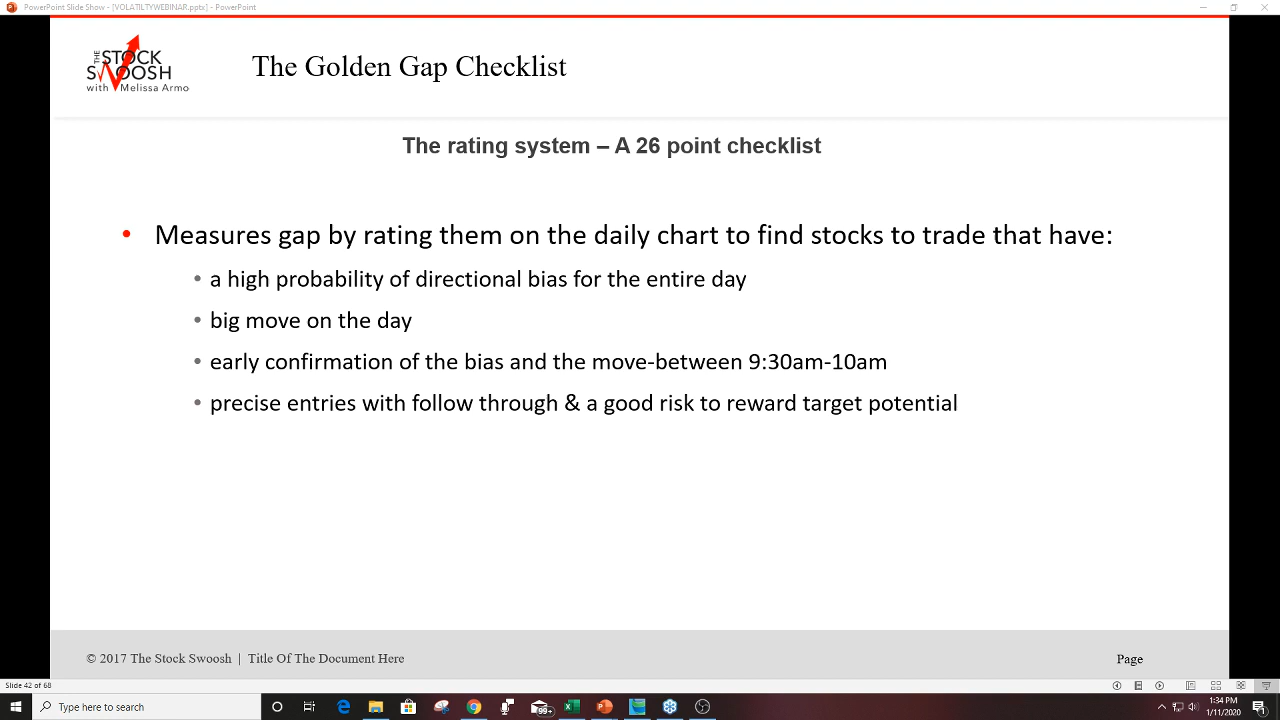 PowerPoint Slide Show - [VOLATILTYWEBINAR.pptx] - PowerPoint
THE
STOCK
SWOOSH
with Melissa Armo
The Golden Gap Checklist
The rating system – A 26 point checklist
• Measures gap by rating them on the daily chart to find stocks to trade that have:
• a high probability of directional bias for the entire day
• big move on the day
• early confirmation of the bias and the move-between 9:30am-10am
• precise entries with follow through & a good risk to reward target potential
© 2017 The Stock Swoosh | Title Of The Document Here
Page
Slide 42 of 68
Type here to search
99+
1:34 PM
1/11/2020